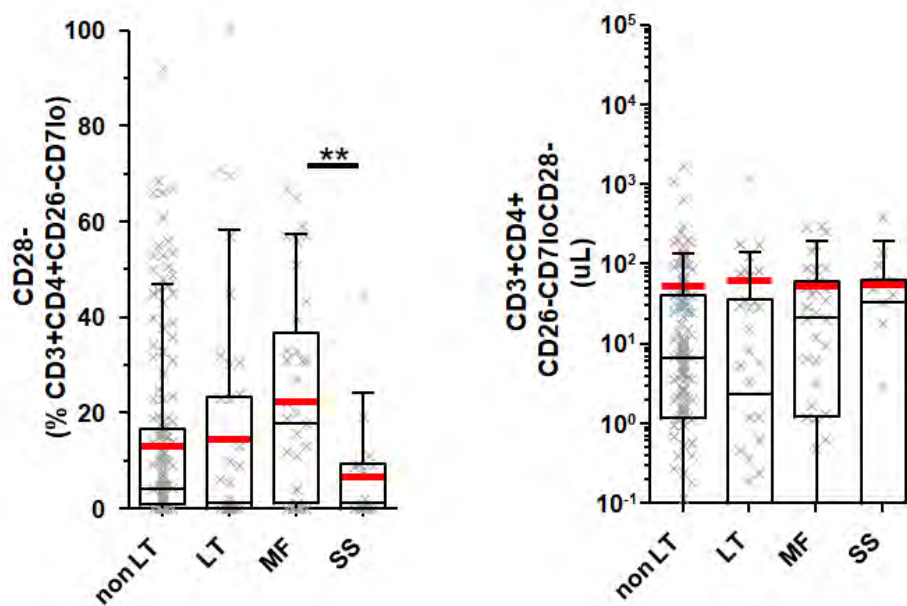 CD28-
(% CD3+CD4+CD26-CD7lo)
100
80
60
40
20
0
**
non LT
LT
MF
SS
CD3+CD4+
CD26-CD7loCD28-
(uL)
10⁵
10⁴
10³
10²
10¹
10⁰
10⁻¹
non LT
LT
MF
SS